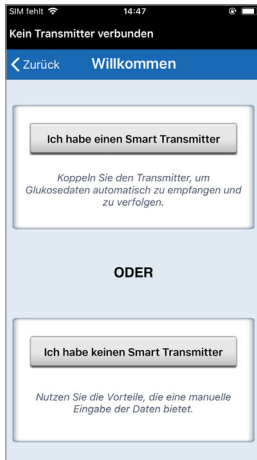 SIM fehlt 14:47
Kein Transmitter verbunden
Zurück Willkommen
Ich habe einen Smart Transmitter
Koppeln Sie den Transmitter, um
Glukosedaten automatisch zu empfangen und
zu verfolgen.
ODER
Ich habe keinen Smart Transmitter
Nutzen Sie die Vorteile, die eine manuelle
Eingabe der Daten bietet.